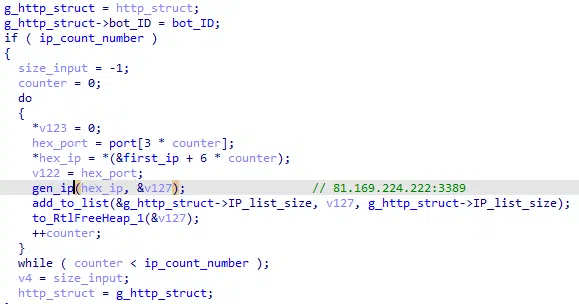 g_http_struct = http_struct;
g_http_struct->bot_ID = bot_ID;
if ( ip_count_number )
{
size_input = -1;
counter = 0;
do
{
*v123 = 0;
hex_port = port[3 * counter];
*hex_ip = *(&first_ip + 6 * counter);
v122 = hex_port;
gen_ip(hex_ip, &v127); // 81.169.224.222:3389
add_to_list(&g_http_struct->IP_list_size, v127, g_http_struct->IP_list_size);
to_RtlFreeHeap_1(&v127);
++counter;
}
while ( counter < ip_count_number );
v4 = size_input;
http_struct = g_http_struct;